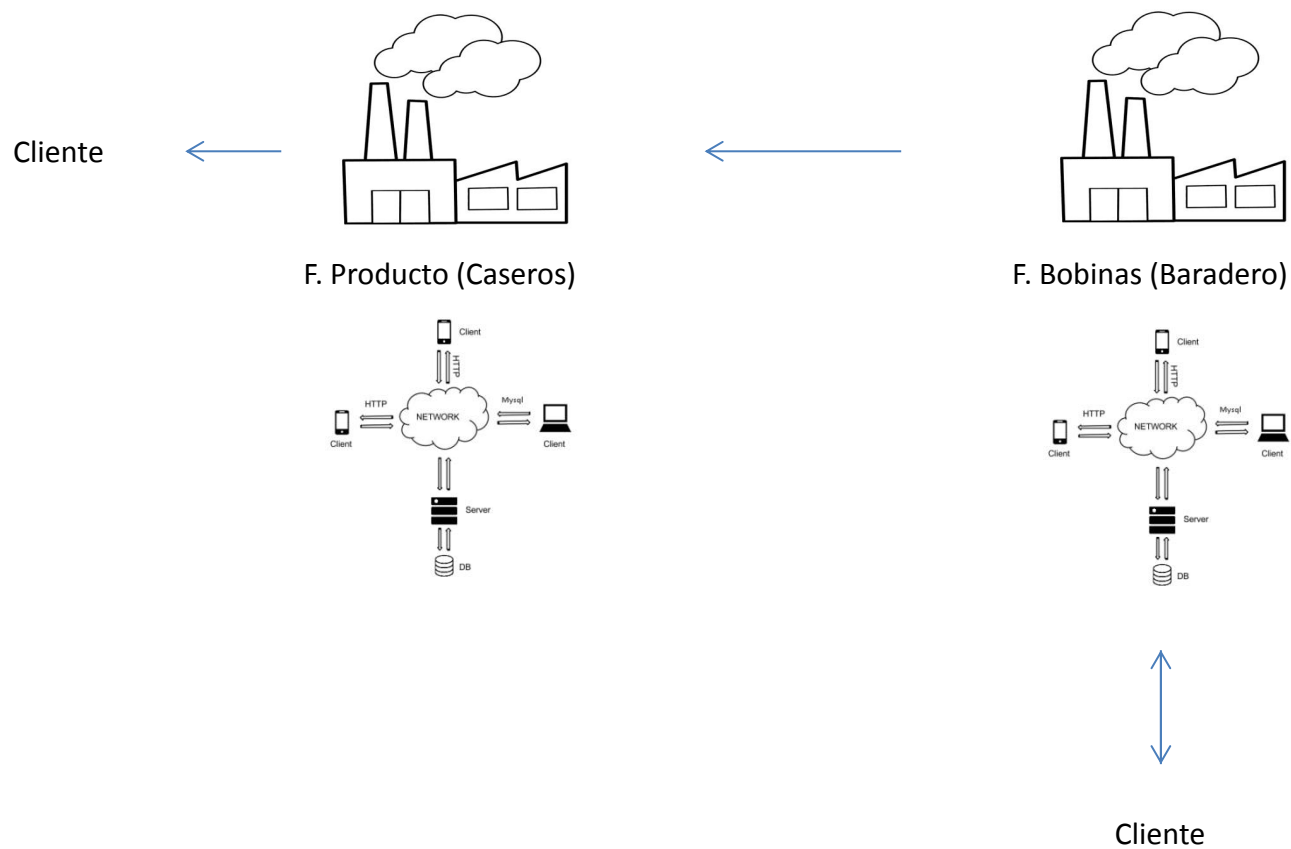 Cliente
F. Producto (Caseros)
F. Bobinas (Baradero)
Client
HTTP
HTTP
NETWORK
Mysql
Client
Client
Server
DB
Client
HTTP
HTTP
NETWORK
Mysql
Client
Client
Server
DB
Cliente